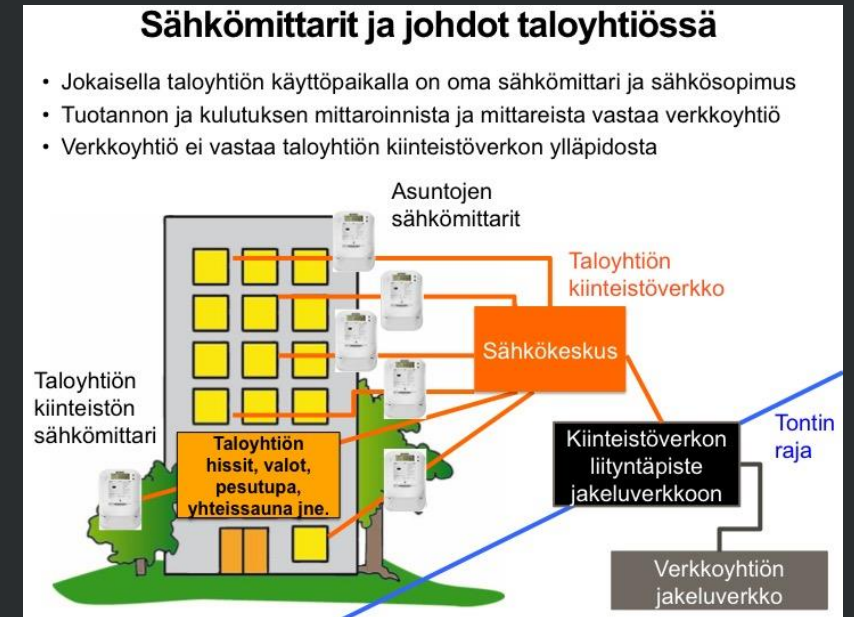 Sähkömittarit ja johdot taloyhtiössä
• Jokaisella taloyhtiön käyttöpaikalla on oma sähkömittari ja sähkösopimus
• Tuotannon ja kulutuksen mittaroinnista ja mittareista vastaa verkkoyhtiö
• Verkkoyhtiö ei vastaa taloyhtiön kiinteistöverkon ylläpidosta
Asuntojen
sähkömittarit
Taloyhtiön
kiinteistöverkko
Sähkökeskus
Taloyhtiön
kiinteistön
sähkömittari
Taloyhtiön
hissit, valot,
pesutupa,
yhteissauna jne.
Kiinteistöverkon
liityntäpiste
jakeluverkkoon
Tontin
raja
Verkkoyhtiön
jakeluverkko